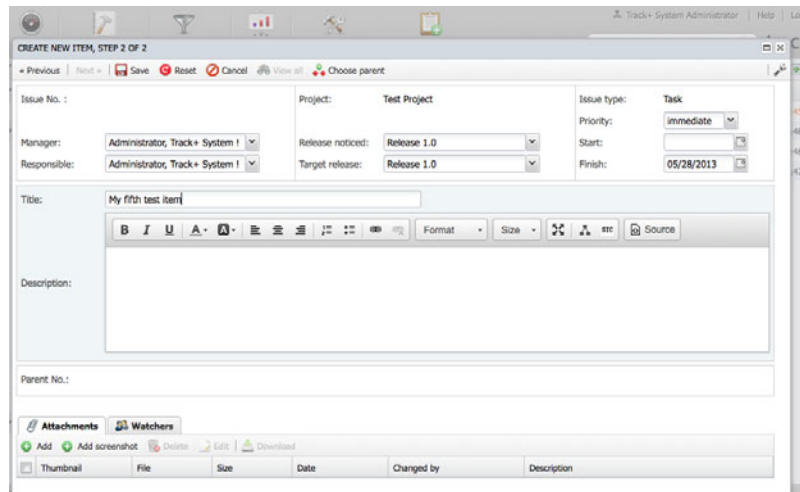 Track+ System Administrator | Help |
CREATE NEW ITEM, STEP 2 OF 2
« Previous | Next » | Save Reset Cancel View all Choose parent
Issue No. : Project: Test Project Issue type: Task
Priority: immediate
Manager: Administrator, Track+ System Release noticed: Release 1.0 Start:
Responsible: Administrator, Track+ System Target release: Release 1.0 Finish: 05/28/2013
Title: My fifth test item
B I U A A Format Size Source
Description:
Parent No.:
Attachments Watchers
Add Add screenshot Delete Edit | Download
Thumbnail File Size Date Changed by Description